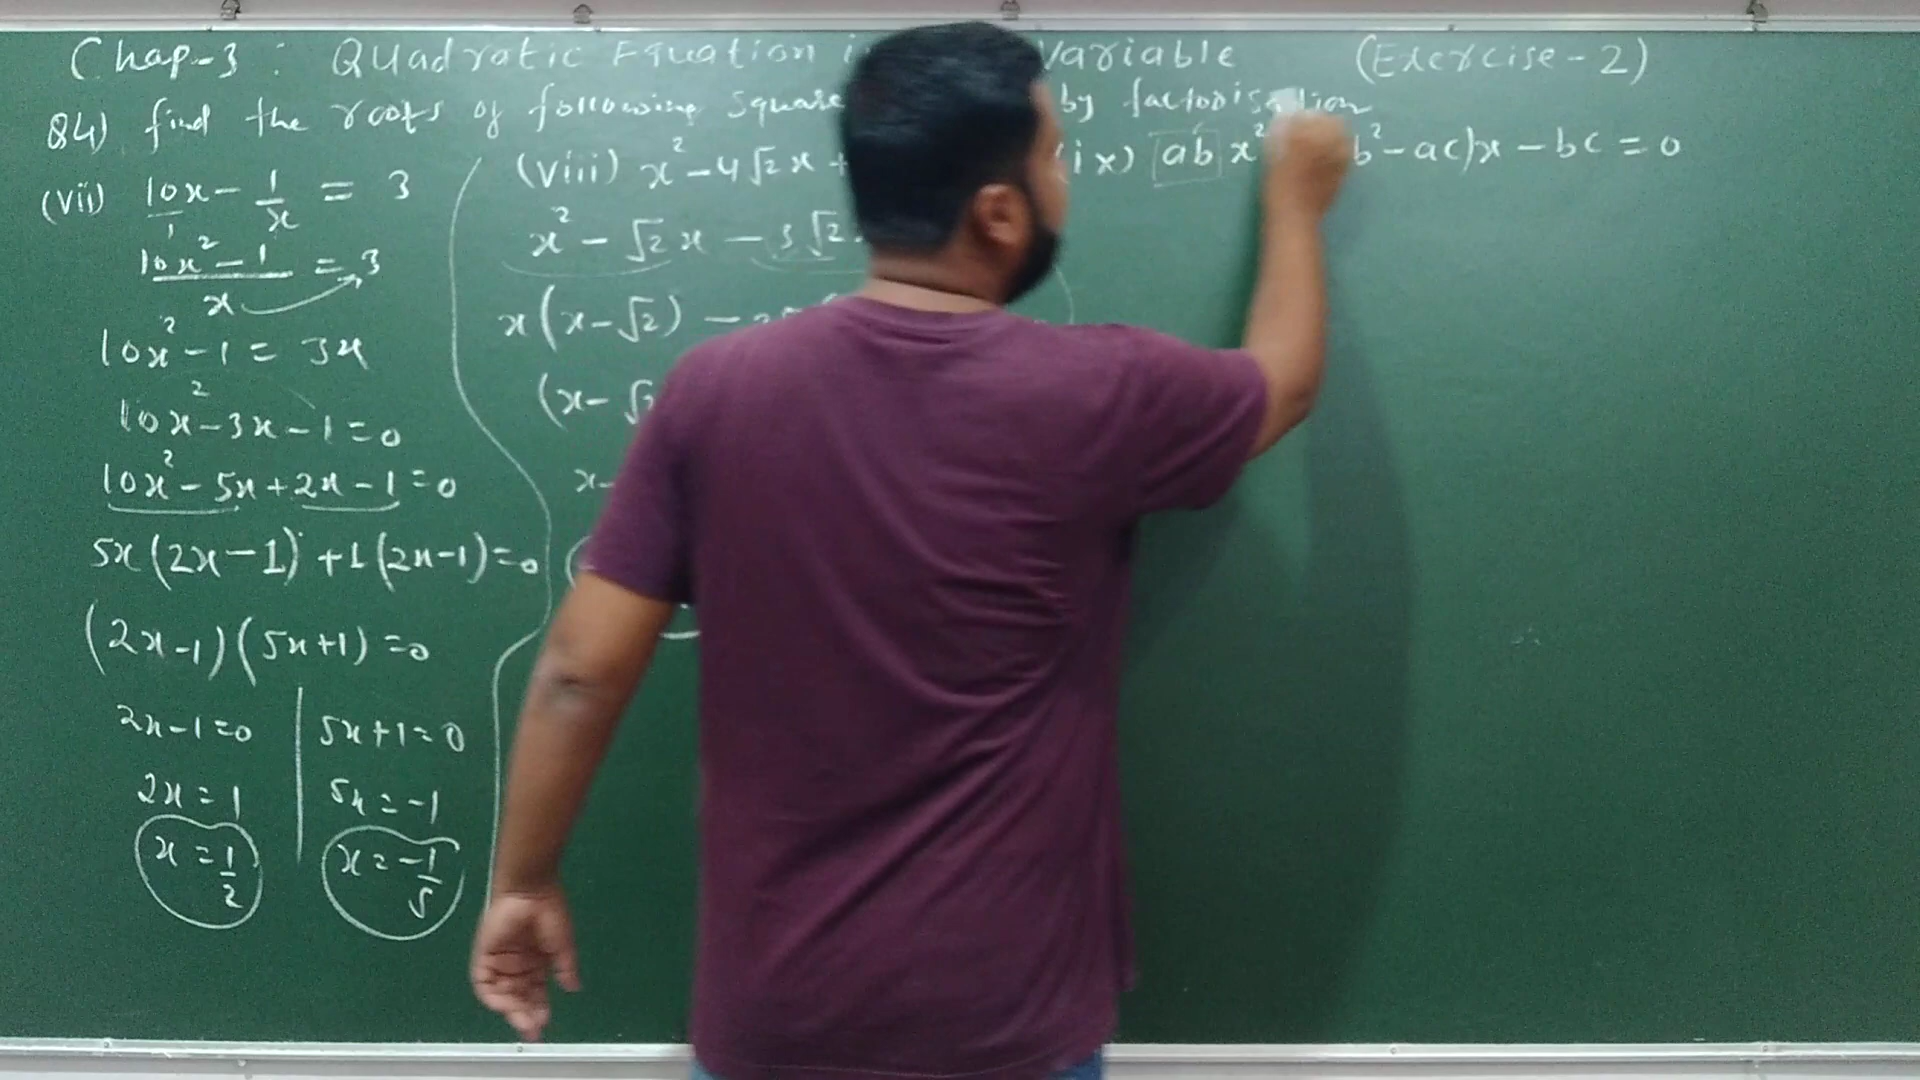 Chap-3 : Quadratic Equation i Variable (Exercise-2)
Q4) find the roots of following square by factorisation
(vii) 10x - 1/x = 3
10x² - 1 / x = 3
10x² - 1 = 3x
10x² - 3x - 1 = 0
10x² - 5x + 2x - 1 = 0
5x(2x - 1) + 1(2x - 1) = 0
(2x - 1)(5x + 1) = 0
2x - 1 = 0 | 5x + 1 = 0
2x = 1 | 5x = -1
x = 1/2 | x = -1/5
(viii) x² - 4√2x +
x² - √2x - 3√2
x(x - √2) -
(x - √2
x -
(ix) ab x² b² - ac)x - bc = 0